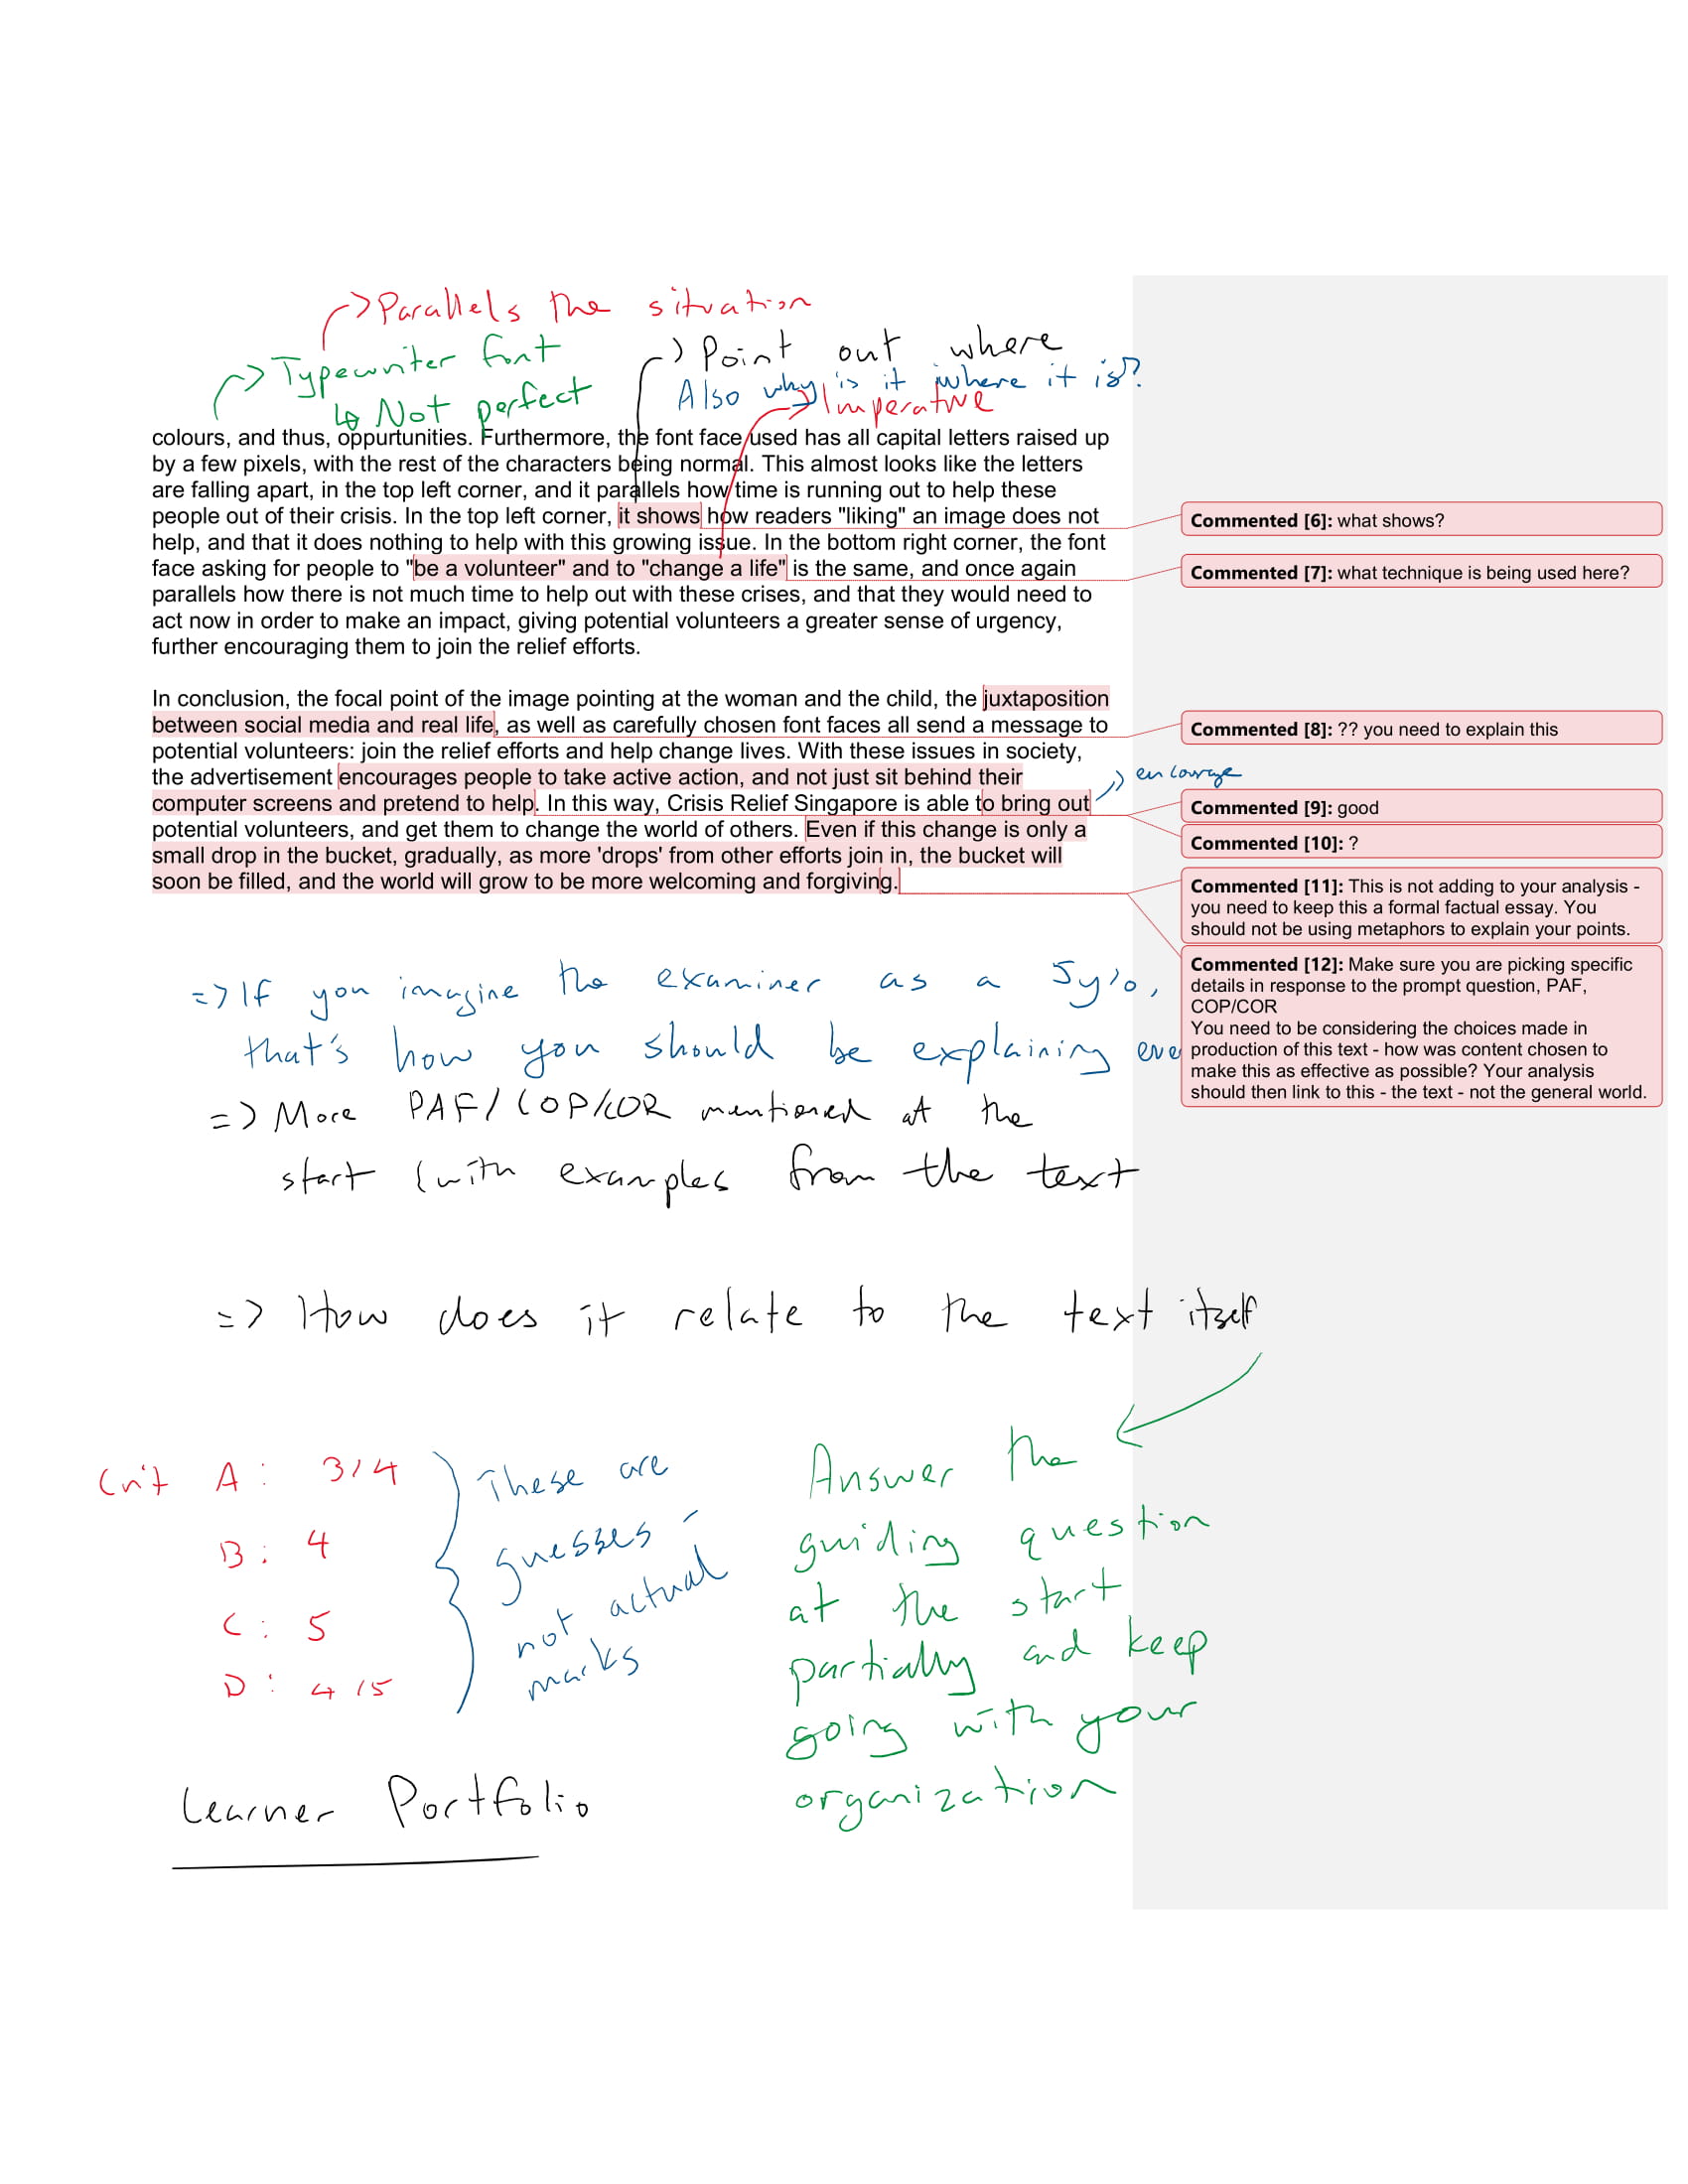 Parallels the situation
Typewriter font
Not perfect
Point out where
Also why is it where it is?
Imperative
colours, and thus, oppurtunities. Furthermore, the font face used has all capital letters raised up
by a few pixels, with the rest of the characters being normal. This almost looks like the letters
are falling apart, in the top left corner, and it parallels how time is running out to help these
people out of their crisis. In the top left corner, it shows how readers "liking" an image does not
help, and that it does nothing to help with this growing issue. In the bottom right corner, the font
face asking for people to "be a volunteer" and to "change a life" is the same, and once again
parallels how there is not much time to help out with these crises, and that they would need to
act now in order to make an impact, giving potential volunteers a greater sense of urgency,
further encouraging them to join the relief efforts.
Commented [6]: what shows?
Commented [7]: what technique is being used here?
In conclusion, the focal point of the image pointing at the woman and the child, the juxtaposition
between social media and real life, as well as carefully chosen font faces all send a message to
potential volunteers: join the relief efforts and help change lives. With these issues in society,
the advertisement encourages people to take active action, and not just sit behind their
computer screens and pretend to help. In this way, Crisis Relief Singapore is able to bring out
potential volunteers, and get them to change the world of others. Even if this change is only a
small drop in the bucket, gradually, as more 'drops' from other efforts join in, the bucket will
soon be filled, and the world will grow to be more welcoming and forgiving.
encourage
Commented [8]: ?? you need to explain this
Commented [9]: good
Commented [10]: ?
Commented [11]: This is not adding to your analysis -
you need to keep this a formal factual essay. You
should not be using metaphors to explain your points.
Commented [12]: Make sure you are picking specific
details in response to the prompt question, PAF,
COP/COR
You need to be considering the choices made in
production of this text - how was content chosen to
make this as effective as possible? Your analysis
should then link to this - the text - not the general world.
=> If you imagine the examiner as a 5y/o,
that's how you should be explaining eve
=> More PAF/COP/COR mentioned at the
start (with examples from the text
=> How does it relate to the text itself
Crit A: 3/4
B: 4
C: 5
D: 4/5
These are
guesses -
not actual
marks
Answer the
guiding question
at the start
partially and keep
going with your
organization
Learner Portfolio